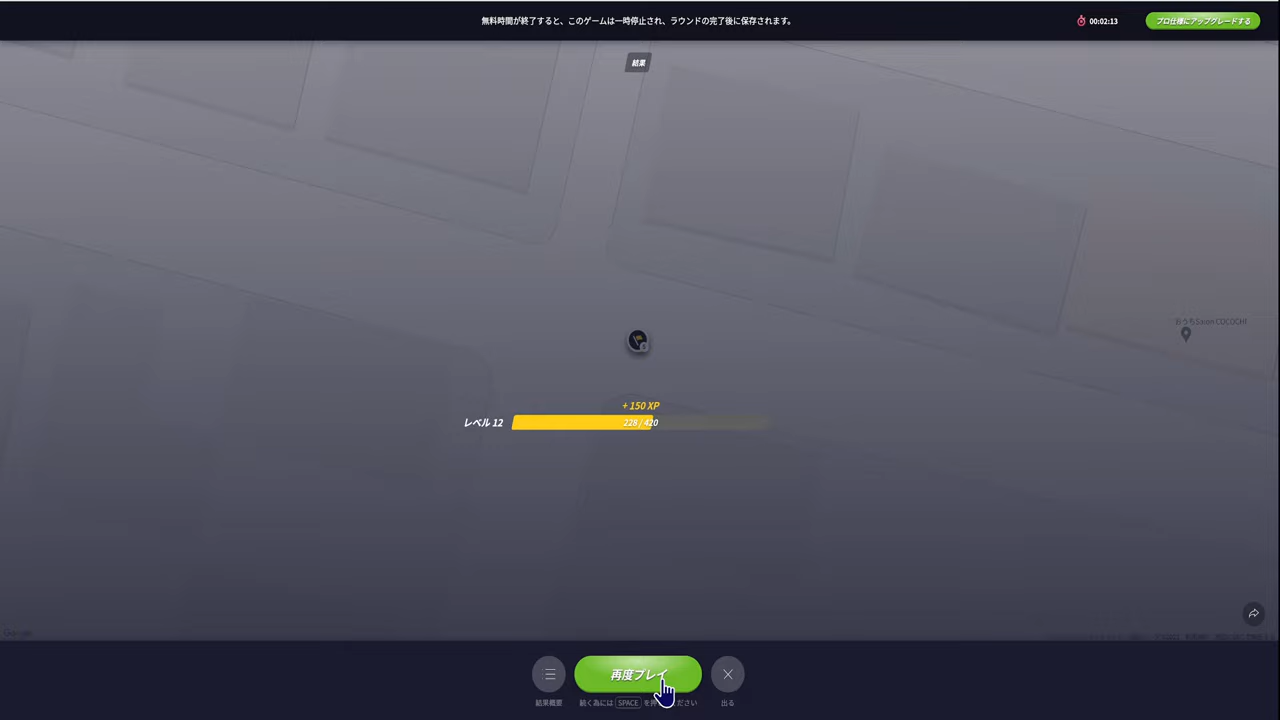 無料時間が終了すると、このゲームは一時停止され、ラウンドの完了後に保存されます。
00:02:13
プロ仕様にアップグレードする
結果
おうちSalon COCOCHI
+ 150 XP
レベル 12
228 / 420
Google
再度プレイ
結果概要
続く為には SPACE を押 ください
出る